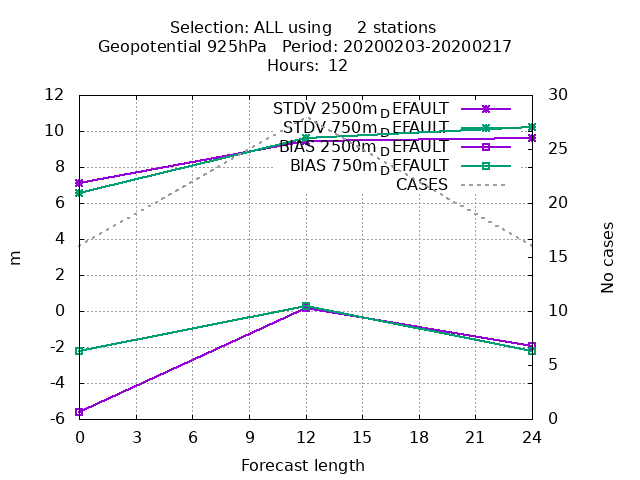 Selection: ALL using 2 stations
Geopotential 925hPa Period: 20200203-20200217
Hours: 12
STDV 2500m_DEFAULT
STDV 750m_DEFAULT
BIAS 2500m_DEFAULT
BIAS 750m_DEFAULT
CASES
12
10
8
6
4
2
0
-2
-4
-6
m
30
25
20
15
10
5
0
No cases
0 3 6 9 12 15 18 21 24
Forecast length